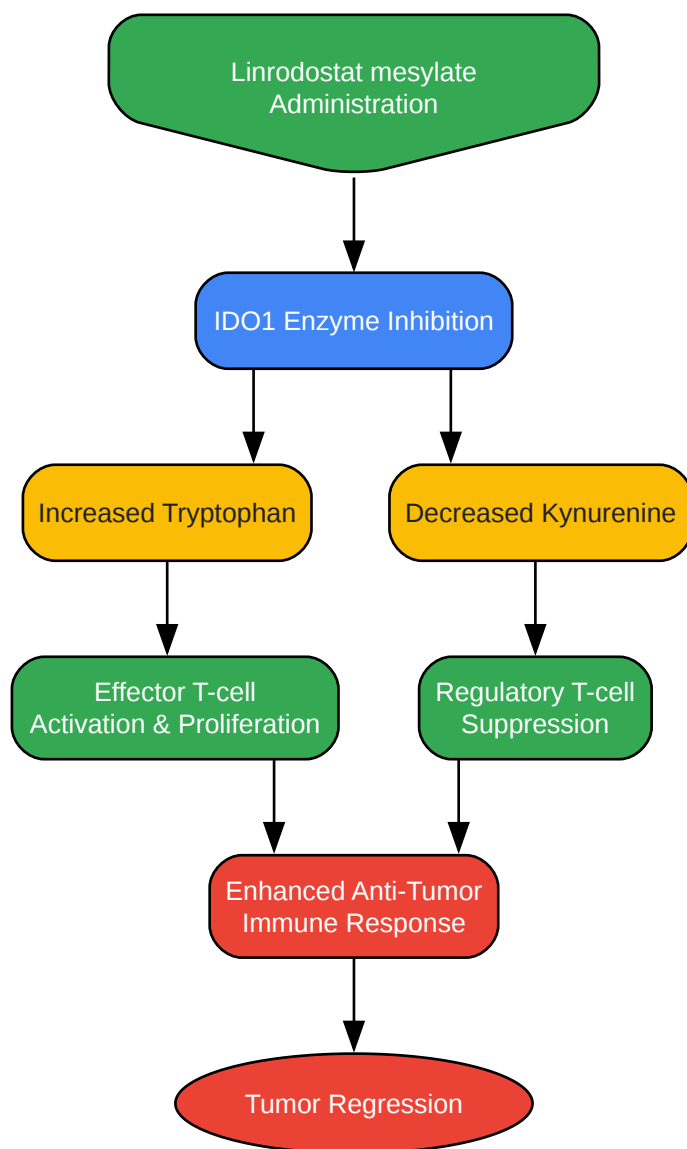 Linrodostat mesylate
Administration
IDO1 Enzyme Inhibition
Increased Tryptophan
Decreased Kynurenine
Effector T-cell
Activation & Proliferation
Regulatory T-cell
Suppression
Enhanced Anti-Tumor
Immune Response
Tumor Regression